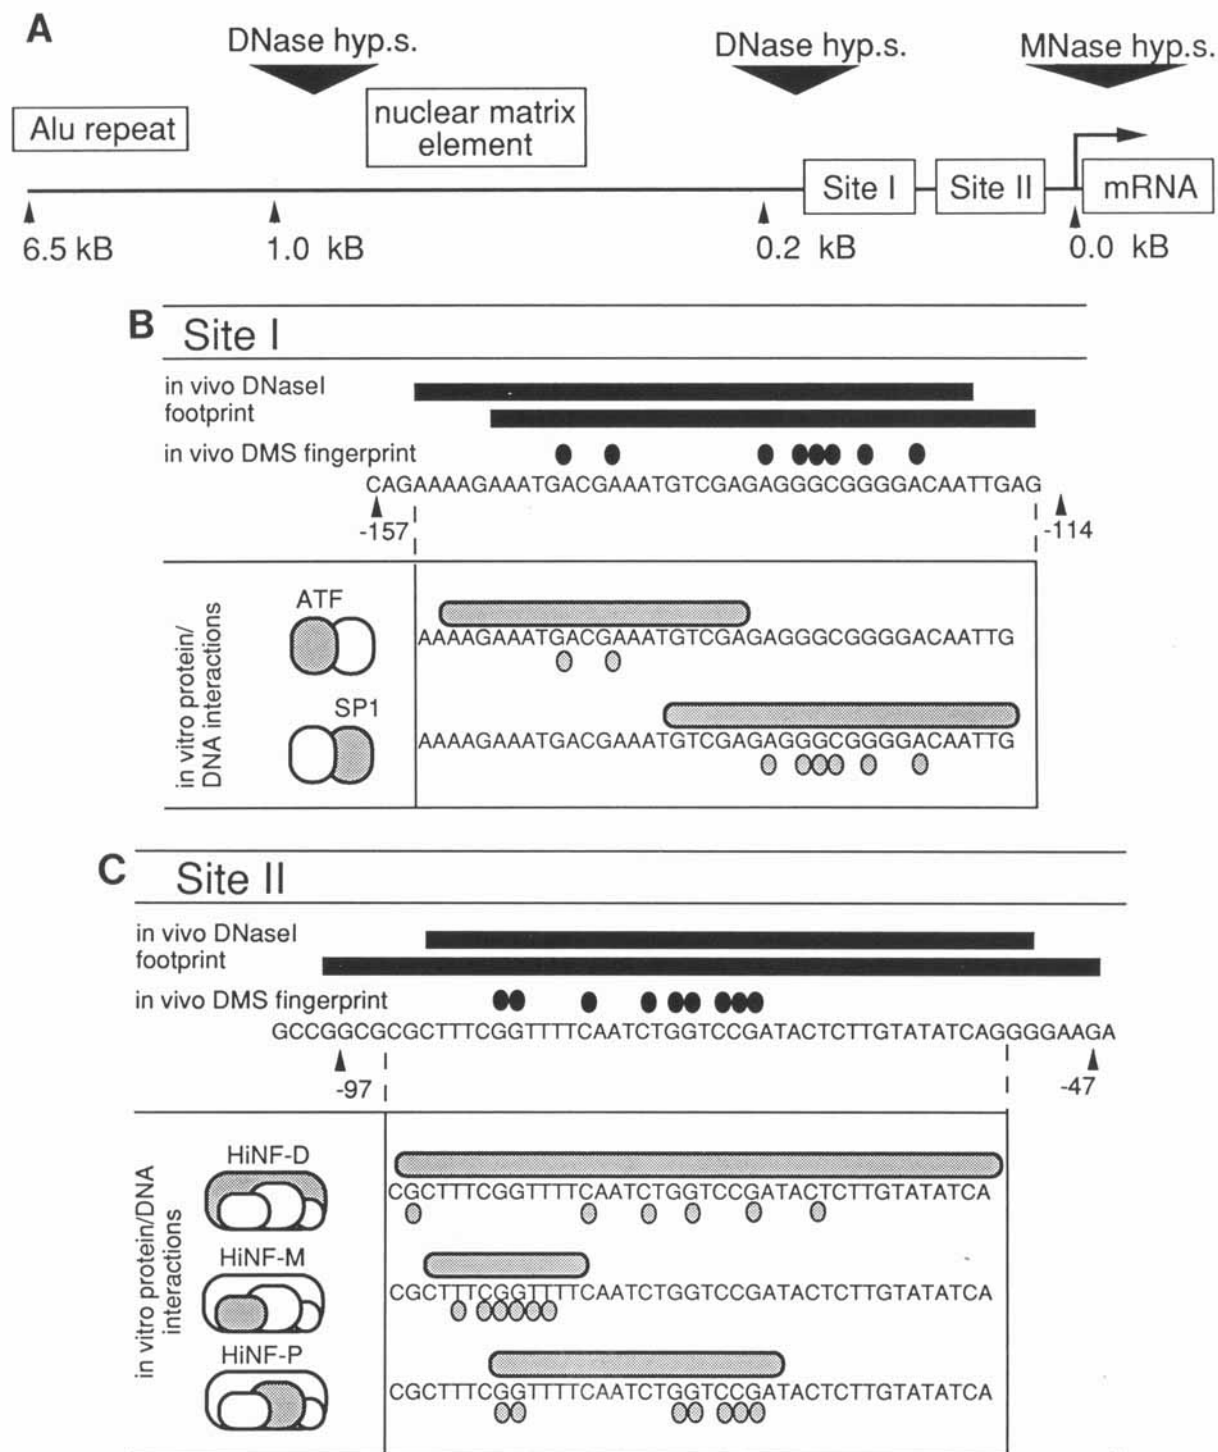 A
DNase hyp.s.
DNase hyp.s.
MNase hyp.s.
Alu repeat
nuclear matrix
element
Site I
Site II
mRNA
6.5 kB
1.0 kB
0.2 kB
0.0 kB
B
Site I
in vivo DNaseI
footprint
in vivo DMS fingerprint
CAGAAAAGAAATGACGAAATGTCGAGAGGGCGGGGACAATTGAG
-157
-114
in vitro protein/
DNA interactions
ATF
AAAAGAAATGACGAAATGTCGAGAGGGCGGGGACAATTG
SP1
AAAAGAAATGACGAAATGTCGAGAGGGCGGGGACAATTG
C
Site II
in vivo DNaseI
footprint
in vivo DMS fingerprint
GCCGGCGCGCTTTCGGTTTTCAATCTGGTCCGATACTCTTGTATATCAGGGGAAGA
-97
-47
in vitro protein/DNA
interactions
HiNF-D
CGCTTTCGGTTTTCAATCTGGTCCGATACTCTTGTATATCA
HiNF-M
CGCTTTCGGTTTTCAATCTGGTCCGATACTCTTGTATATCA
HiNF-P
CGCTTTCGGTTTTCAATCTGGTCCGATACTCTTGTATATCA